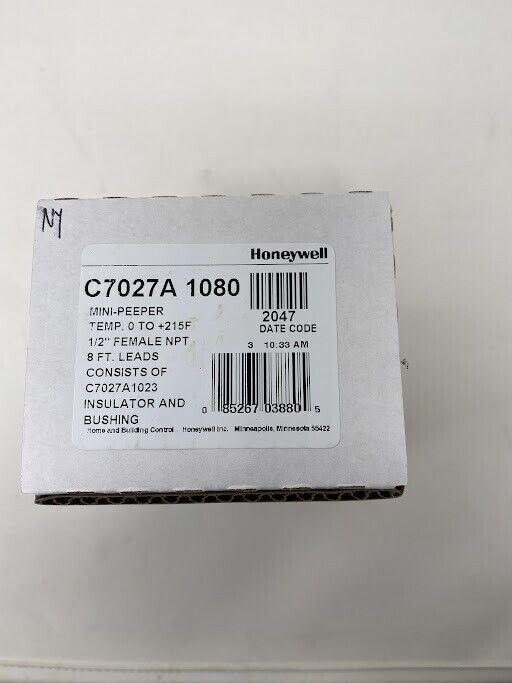 NY
Honeywell
C7027A 1080
MINI-PEEPER
TEMP. 0 TO +215F
1/2" FEMALE NPT
8 FT. LEADS
CONSISTS OF
C7027A1023
INSULATOR AND
BUSHING
2047
DATE CODE
3 10:33 AM
0 85267 03880 5
Home and Building Control - Honeywell Inc. Minneapolis, Minnesota 55422